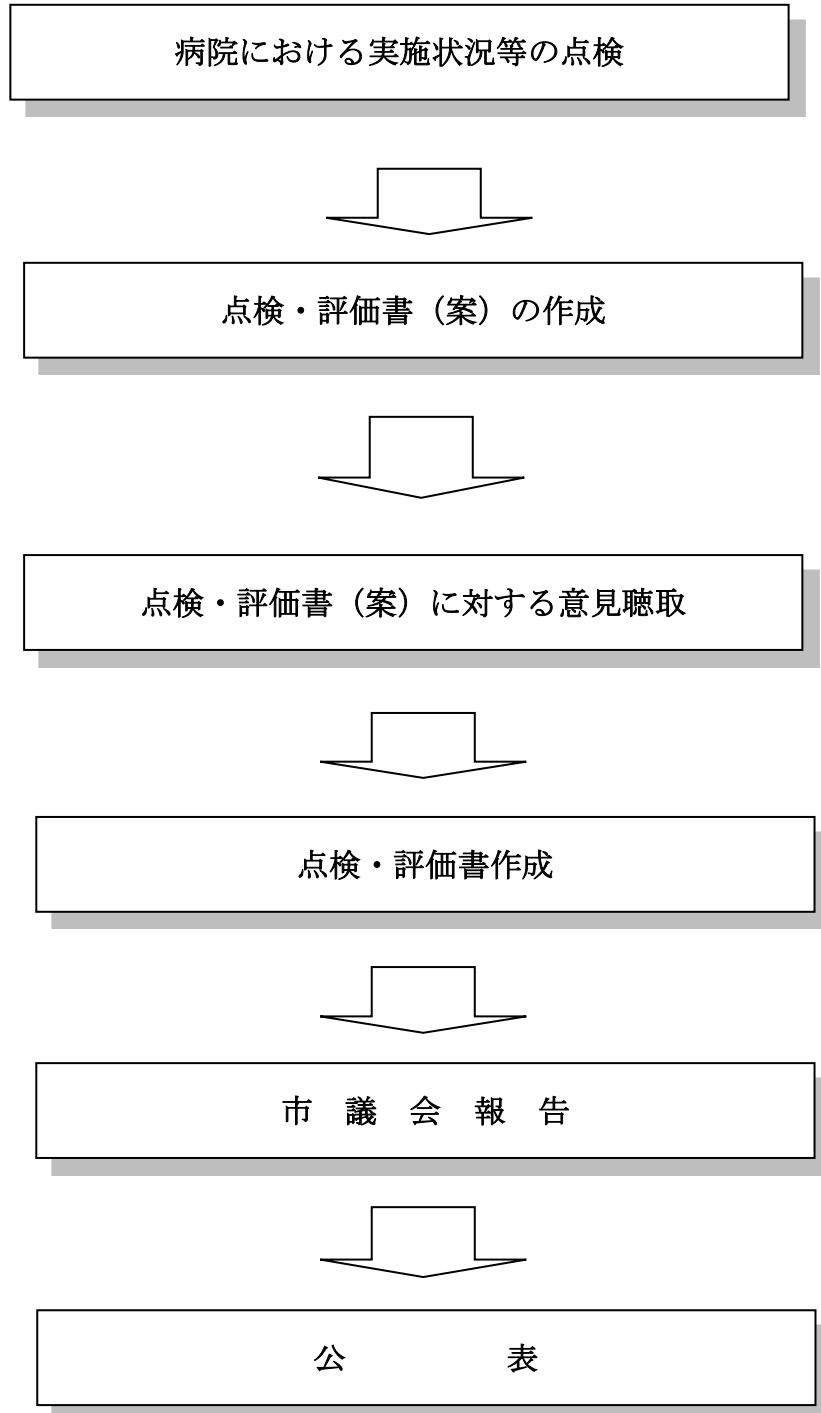 病院における実施状況等の点検
点検・評価書（案）の作成
点検・評価書（案）に対する意見聴取
点検・評価書作成
市　議　会　報　告
公　　　　　表